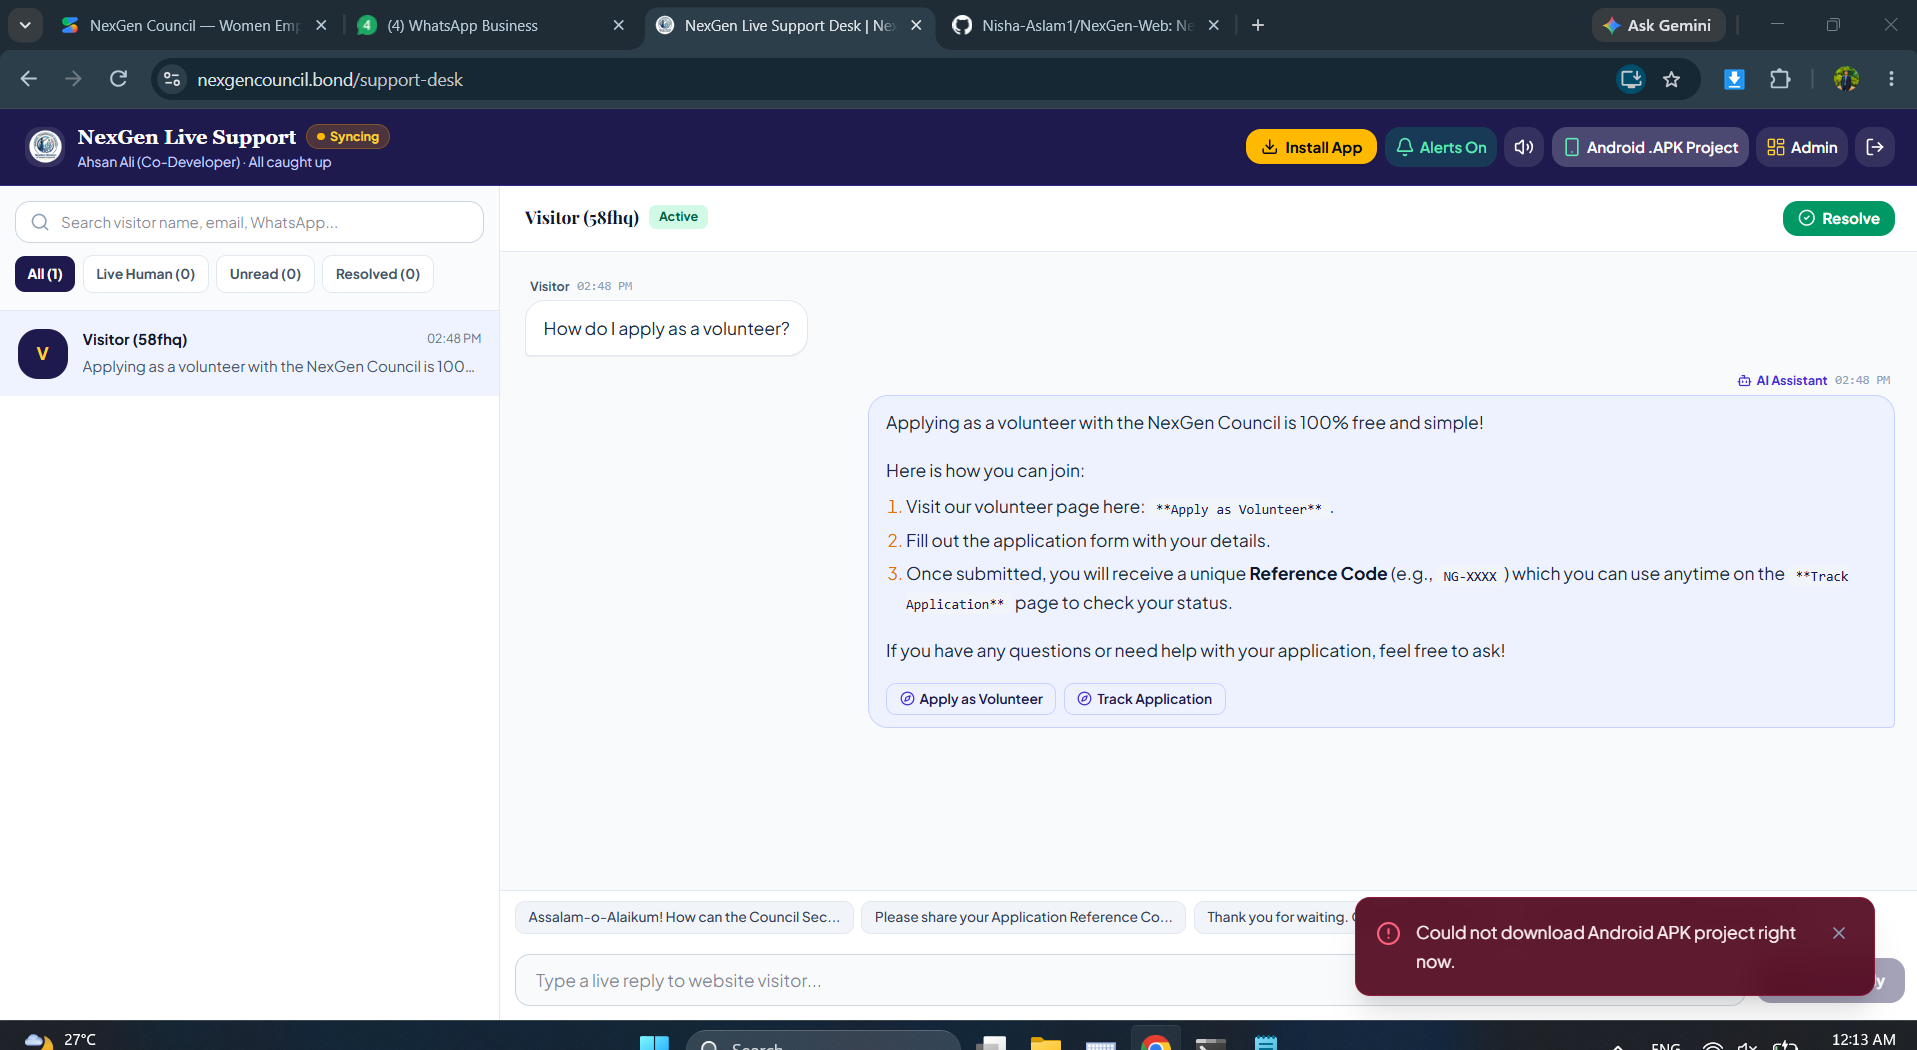 NexGen Council — Women Emp
4
(4) WhatsApp Business
NexGen Live Support Desk | Nex
Nisha-Aslam1/NexGen-Web: Ne
Ask Gemini
nexgencouncil.bond/support-desk
NexGen Live Support
Syncing
Ahsan Ali (Co-Developer) · All caught up
Install App
Alerts On
Android .APK Project
Admin
Search visitor name, email, WhatsApp...
All (1)
Live Human (0)
Unread (0)
Resolved (0)
V
Visitor (58fhq)
02:48 PM
Applying as a volunteer with the NexGen Council is 100...
Visitor (58fhq)
Active
Resolve
Visitor 02:48 PM
How do I apply as a volunteer?
AI Assistant 02:48 PM
Applying as a volunteer with the NexGen Council is 100% free and simple!
Here is how you can join:
1. Visit our volunteer page here: **Apply as Volunteer** .
2. Fill out the application form with your details.
3. Once submitted, you will receive a unique Reference Code (e.g., NG-XXXX ) which you can use anytime on the **Track
Application** page to check your status.
If you have any questions or need help with your application, feel free to ask!
Apply as Volunteer
Track Application
Assalam-o-Alaikum! How can the Council Sec...
Please share your Application Reference Co...
Thank you for waiting.
Could not download Android APK project right
now.
Type a live reply to website visitor...
y
27°C
Search
ENG
12:13 AM